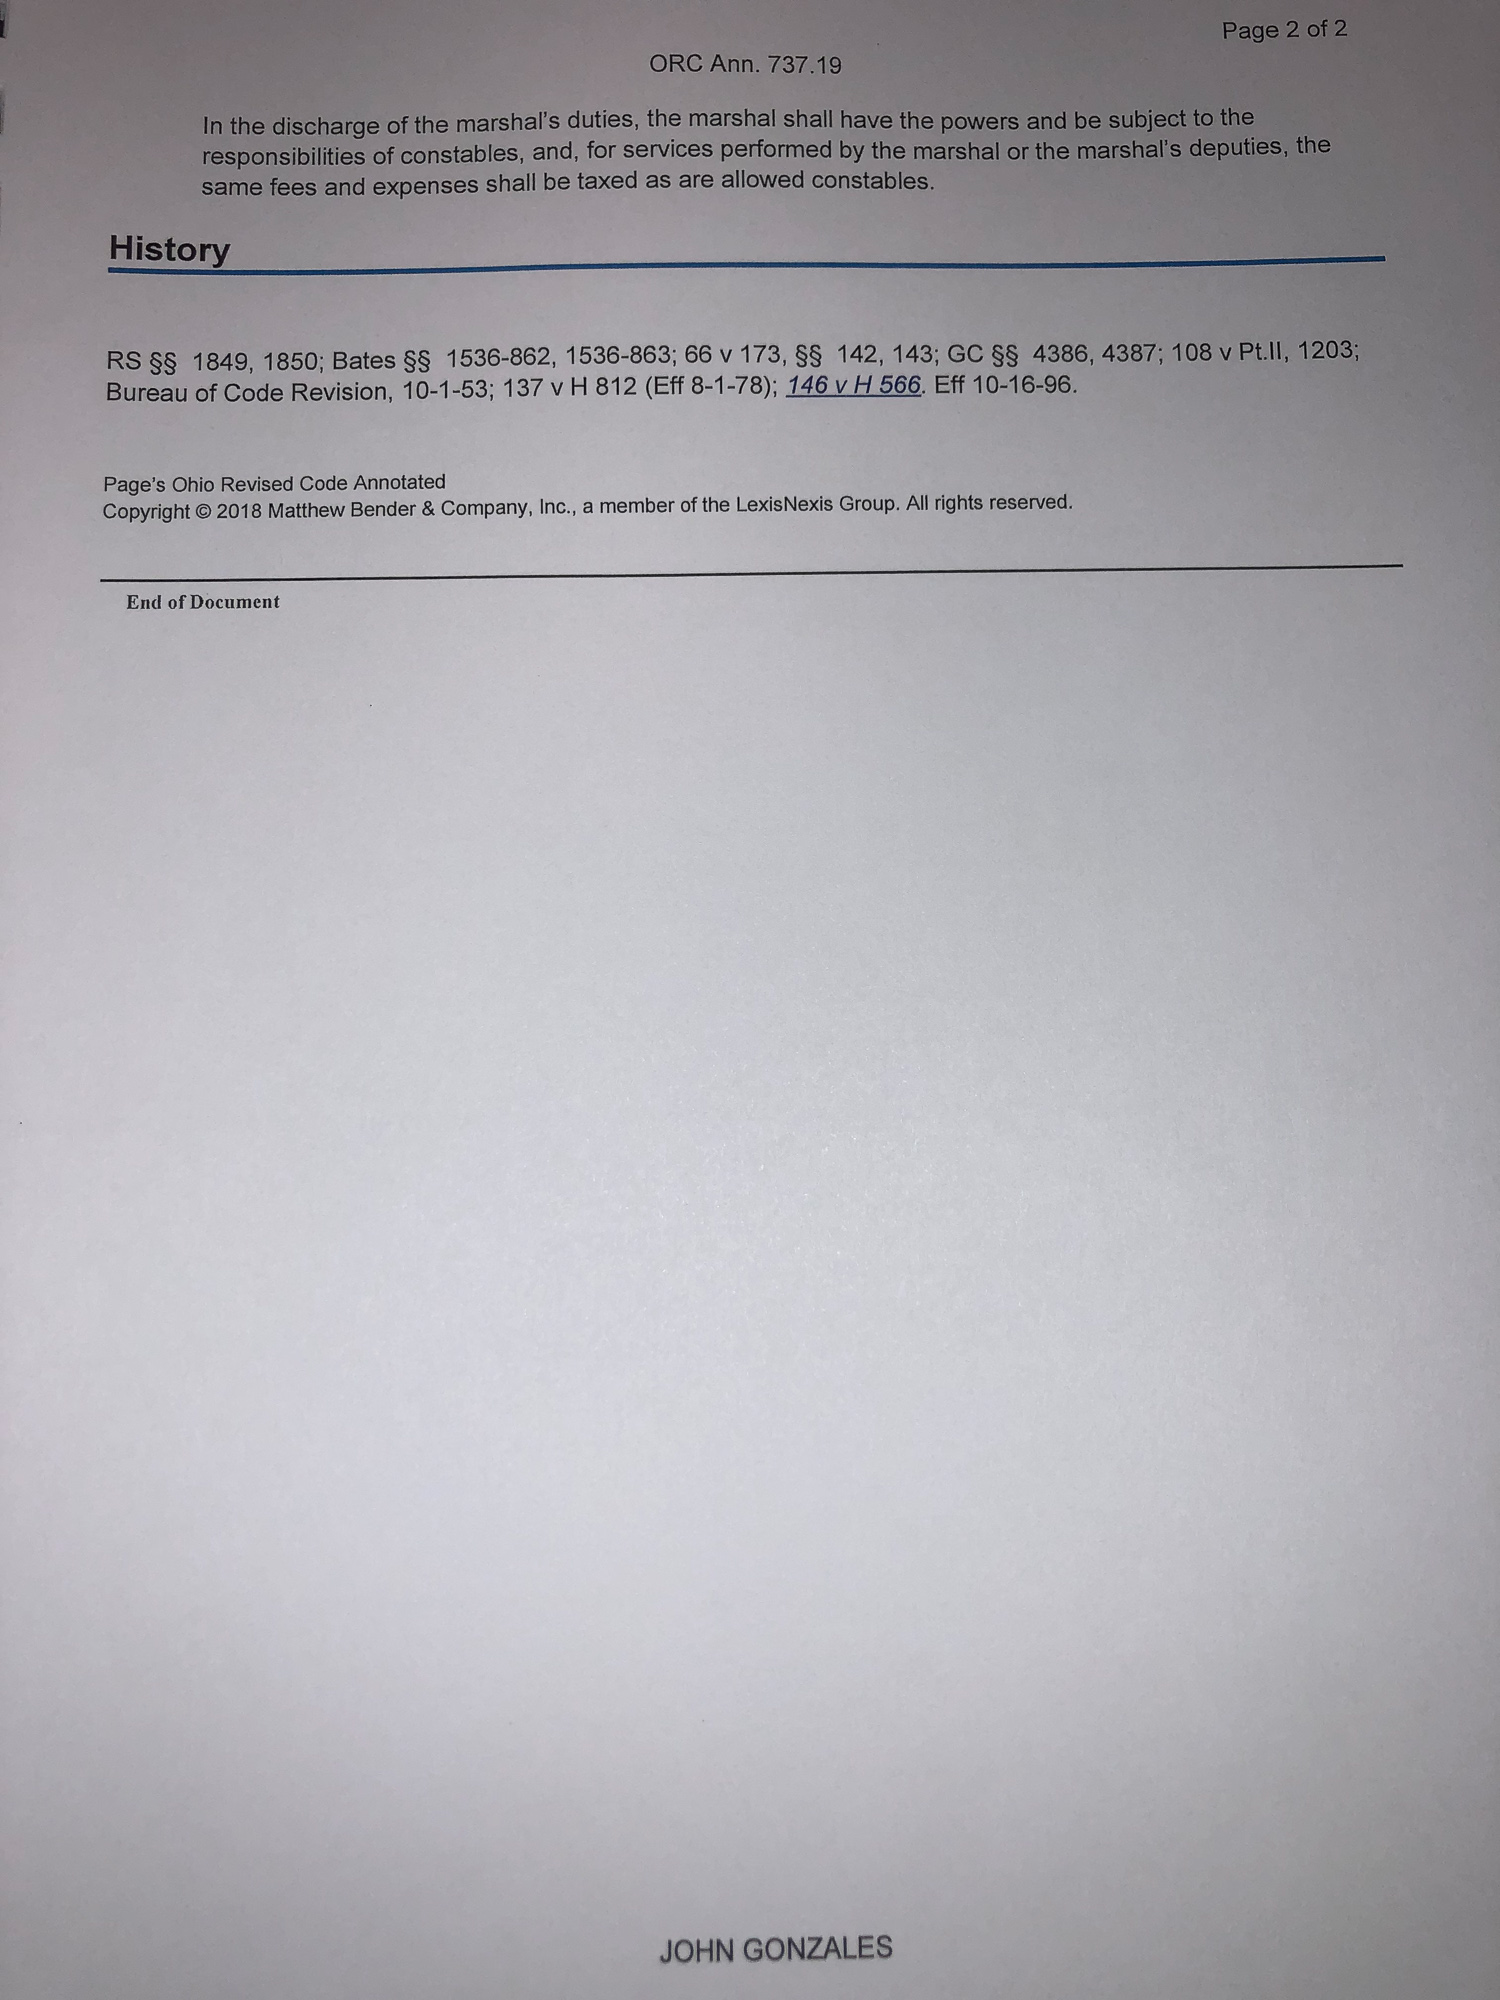 Page 2 of 2
ORC Ann. 737.19
In the discharge of the marshal's duties, the marshal shall have the powers and be subject to the
responsibilities of constables, and, for services performed by the marshal or the marshal's deputies, the
same fees and expenses shall be taxed as are allowed constables.
History
RS §§ 1849, 1850; Bates §§ 1536-862, 1536-863; 66 v 173, §§ 142, 143; GC §§ 4386, 4387; 108 v Pt.II, 1203;
Bureau of Code Revision, 10-1-53; 137 v H 812 (Eff 8-1-78); 146 v H 566. Eff 10-16-96.
Page's Ohio Revised Code Annotated
Copyright © 2018 Matthew Bender & Company, Inc., a member of the LexisNexis Group. All rights reserved.
End of Document
JOHN GONZALES